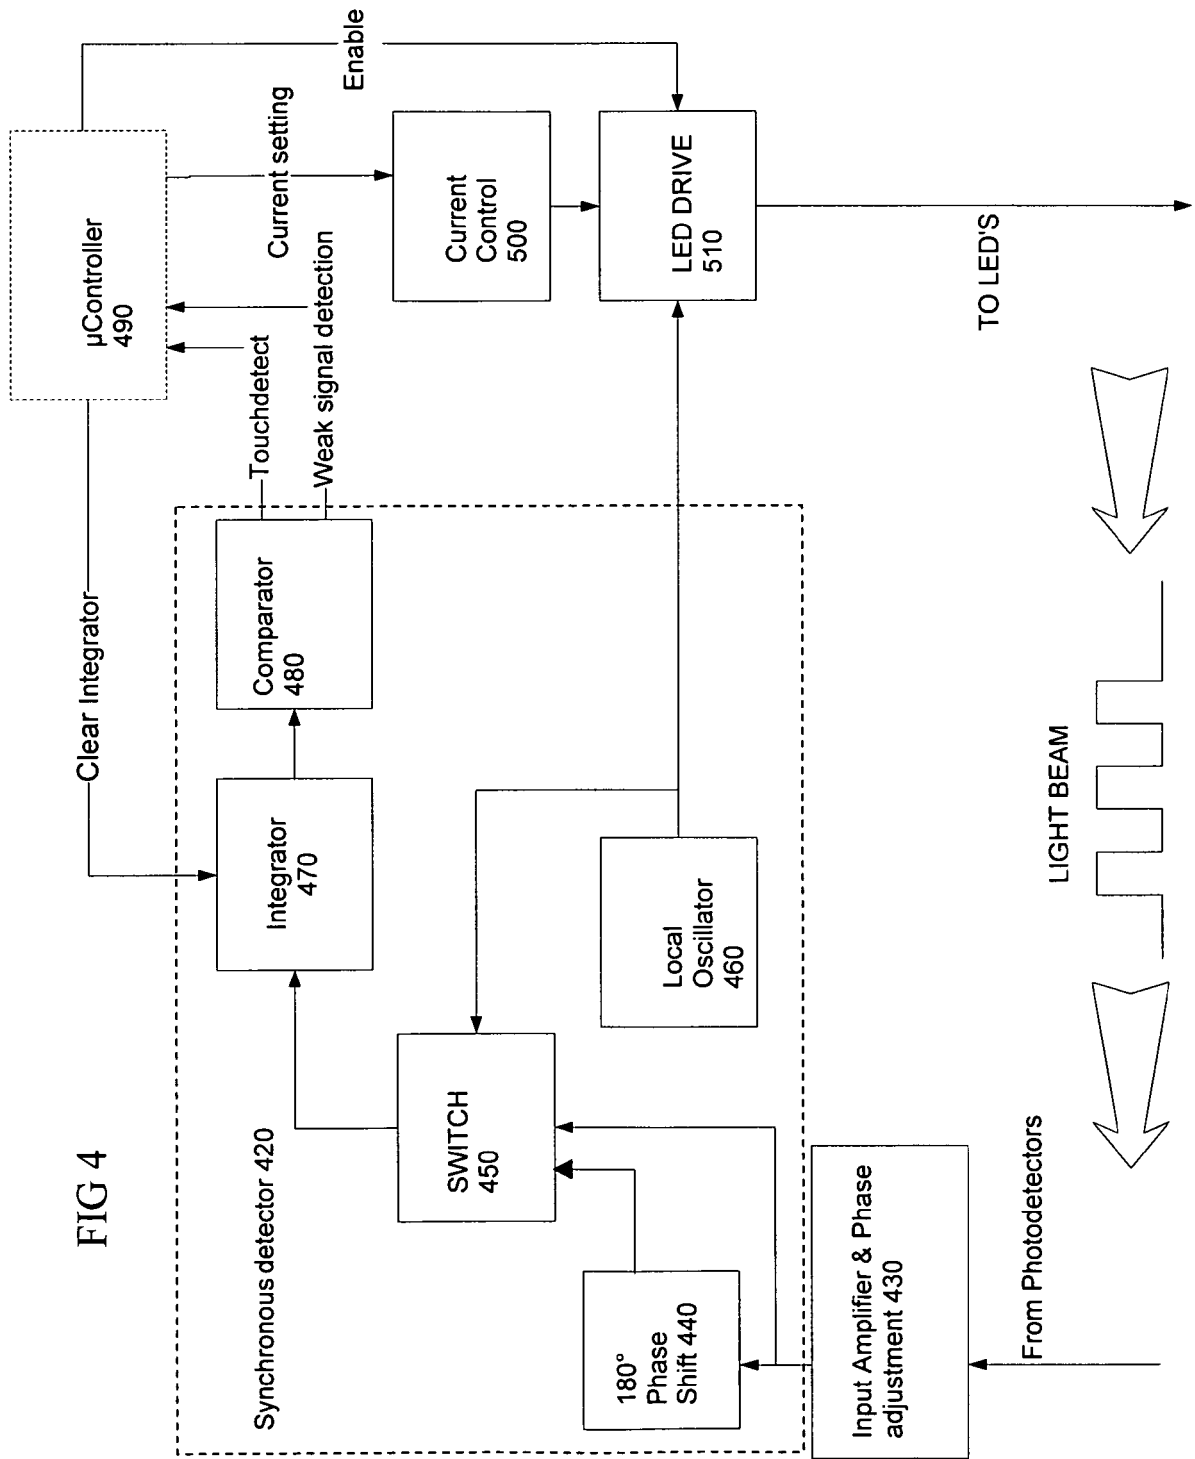 FIG 4
Synchronous detector 420
180°
Phase
Shift 440
Input Amplifier & Phase
adjustment 430
From Photodetectors
SWITCH
450
Local
Oscillator
460
Integrator
470
Clear Integrator
Comparator
480
Touchdetect
Weak signal detection
µController
490
Current setting
Enable
Current
Control
500
LED DRIVE
510
TO LED'S
LIGHT BEAM